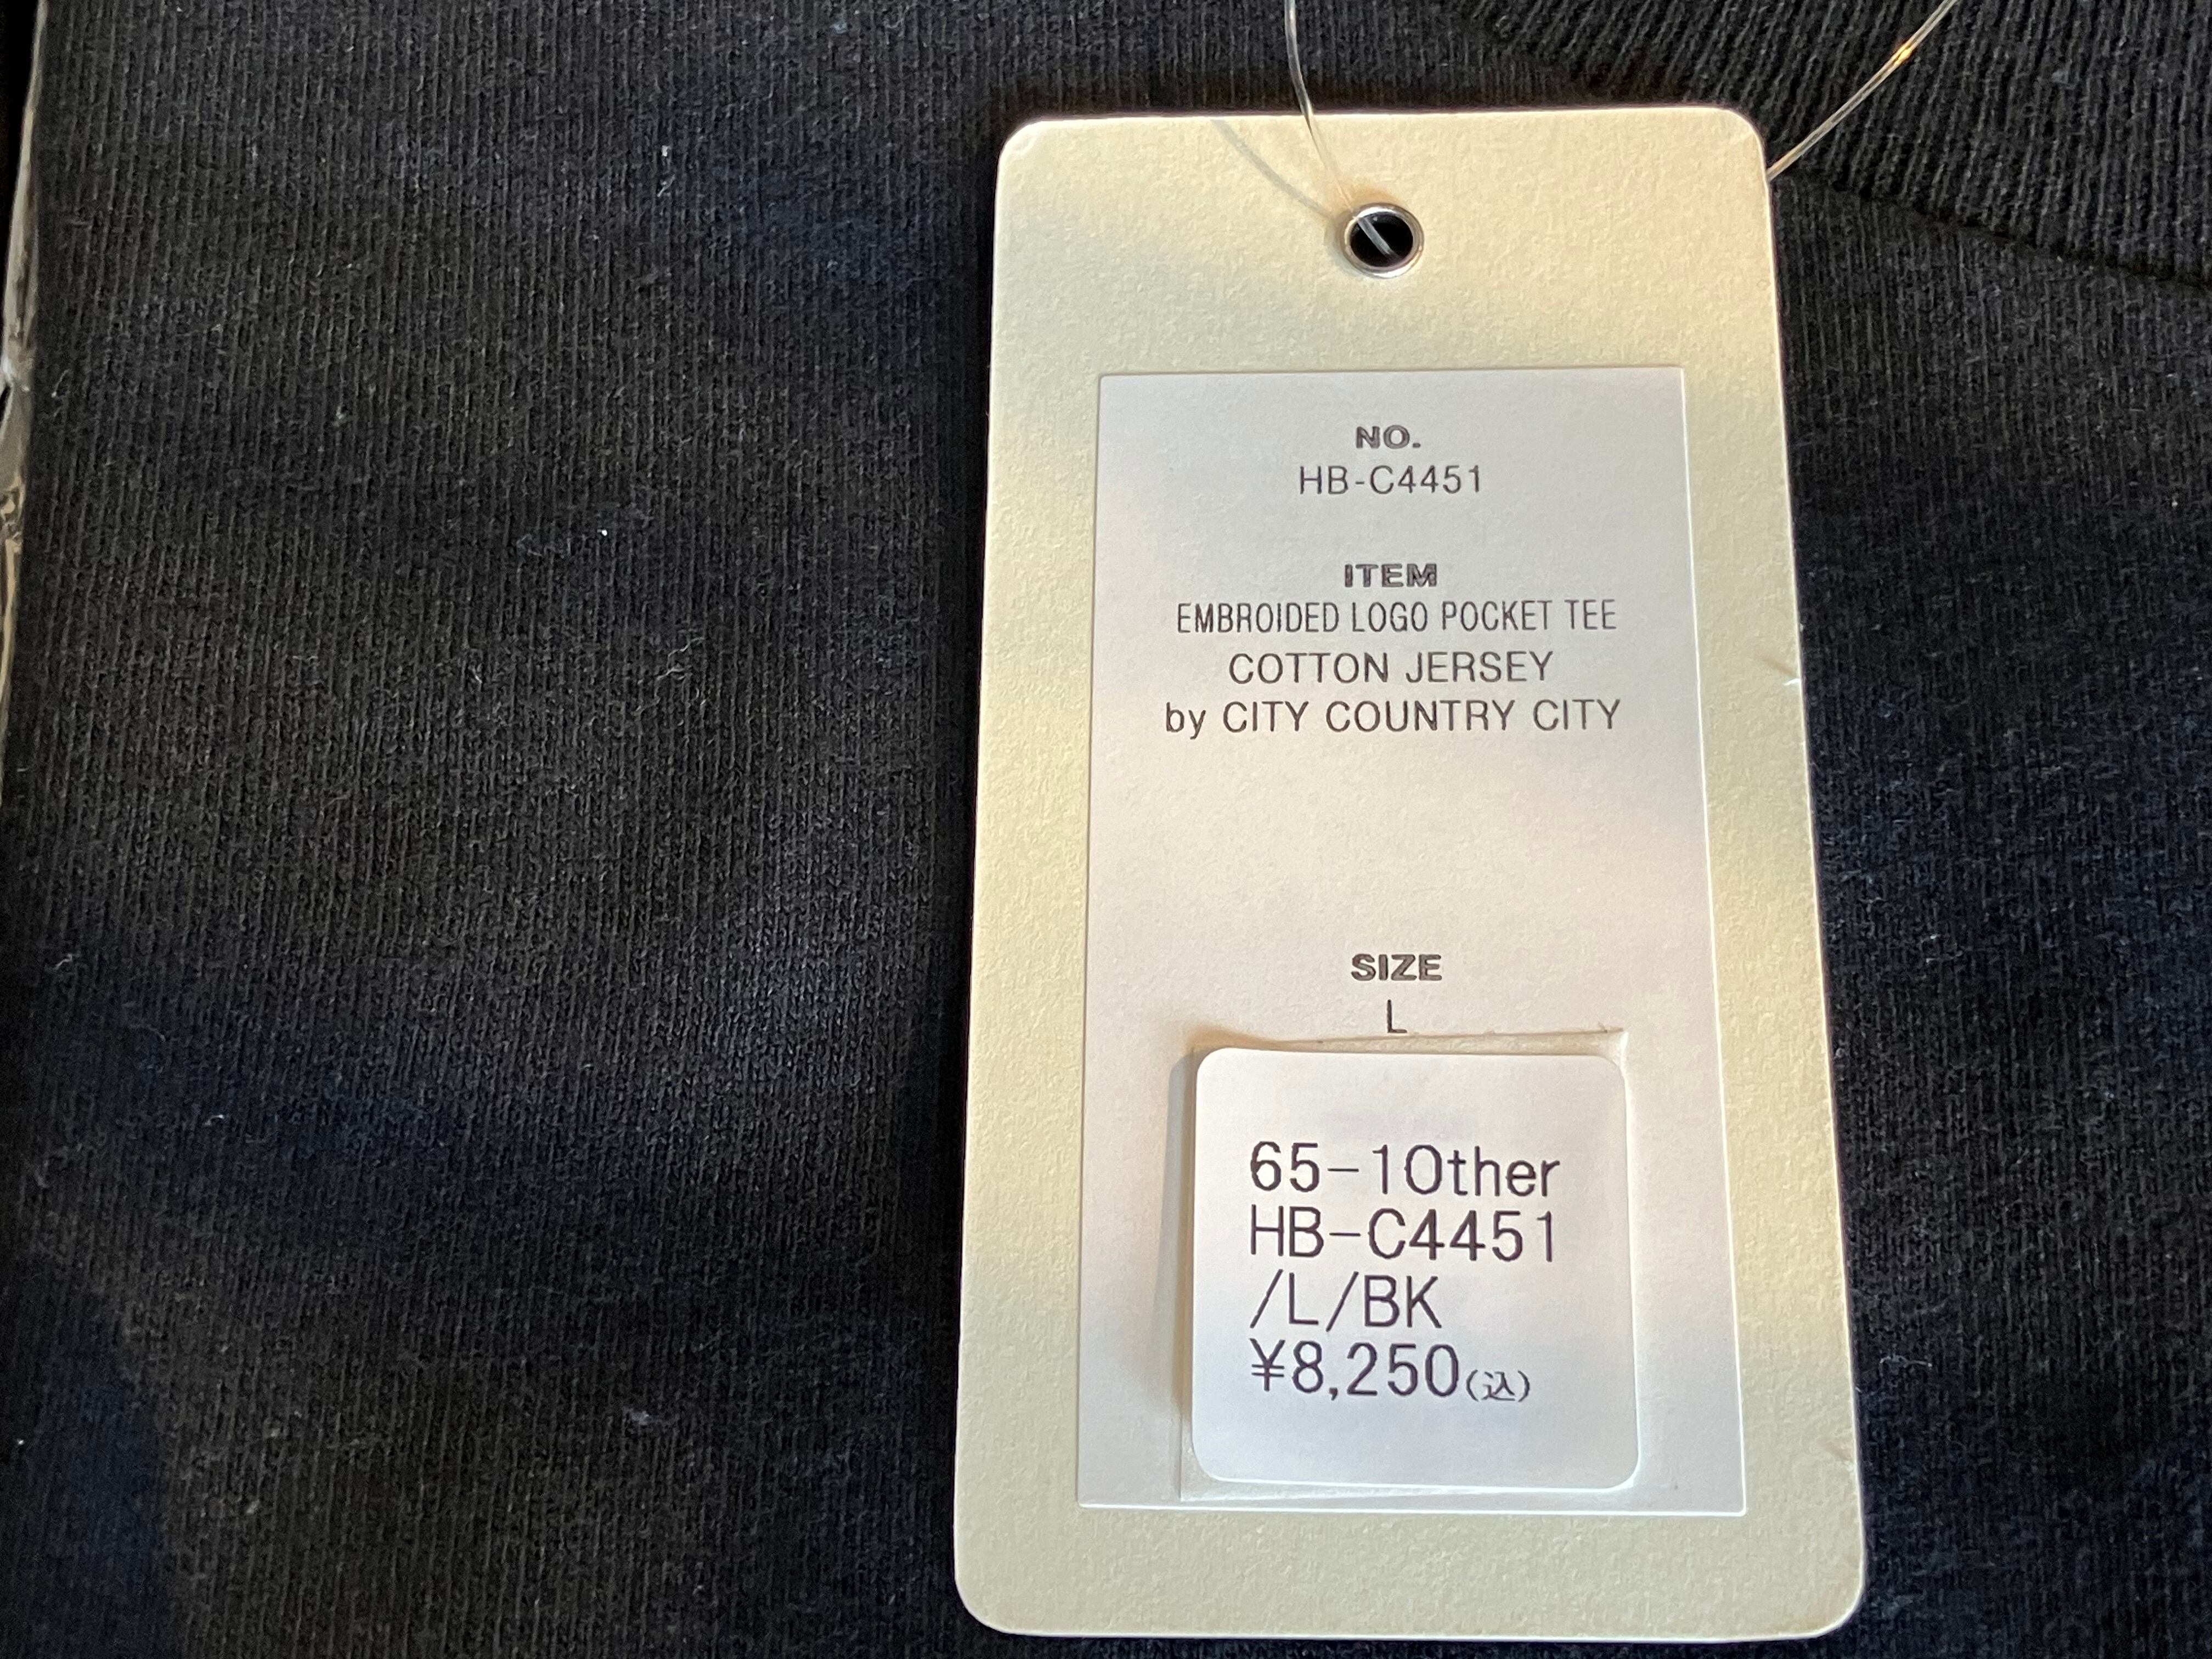 NO.
HB-C4451
ITEM
EMBROIDED LOGO POCKET TEE
COTTON JERSEY
by CITY COUNTRY CITY
SIZE
L
65-1Other
HB-C4451
/L/BK
¥8,250(込)